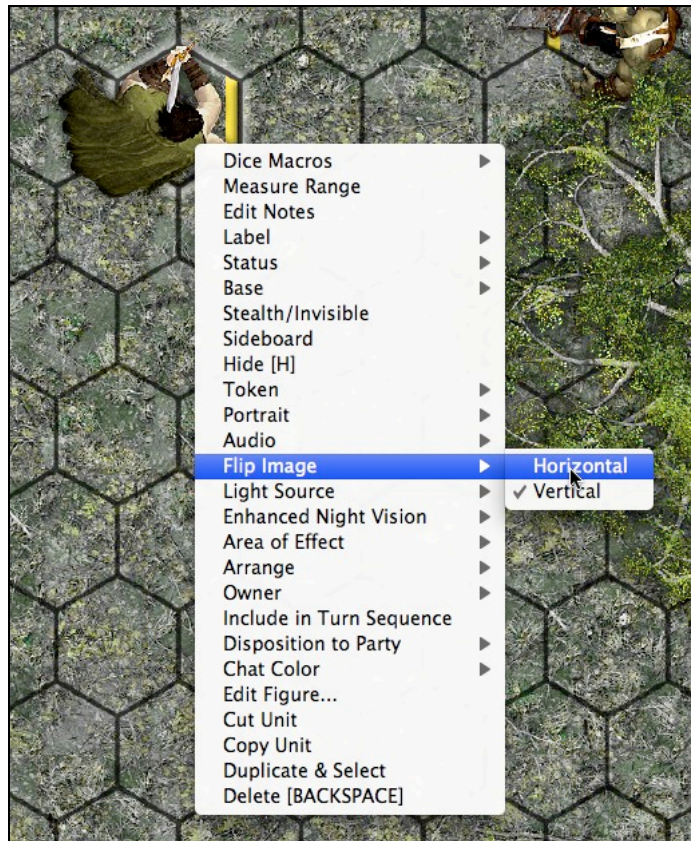 Dice Macros
Measure Range
Edit Notes
Label
Status
Base
Stealth/Invisible
Sideboard
Hide [H]
Token
Portrait
Audio
Flip Image
Horizontal
Light Source
Vertical
Enhanced Night Vision
Area of Effect
Arrange
Owner
Include in Turn Sequence
Disposition to Party
Chat Color
Edit Figure...
Cut Unit
Copy Unit
Duplicate & Select
Delete [BACKSPACE]